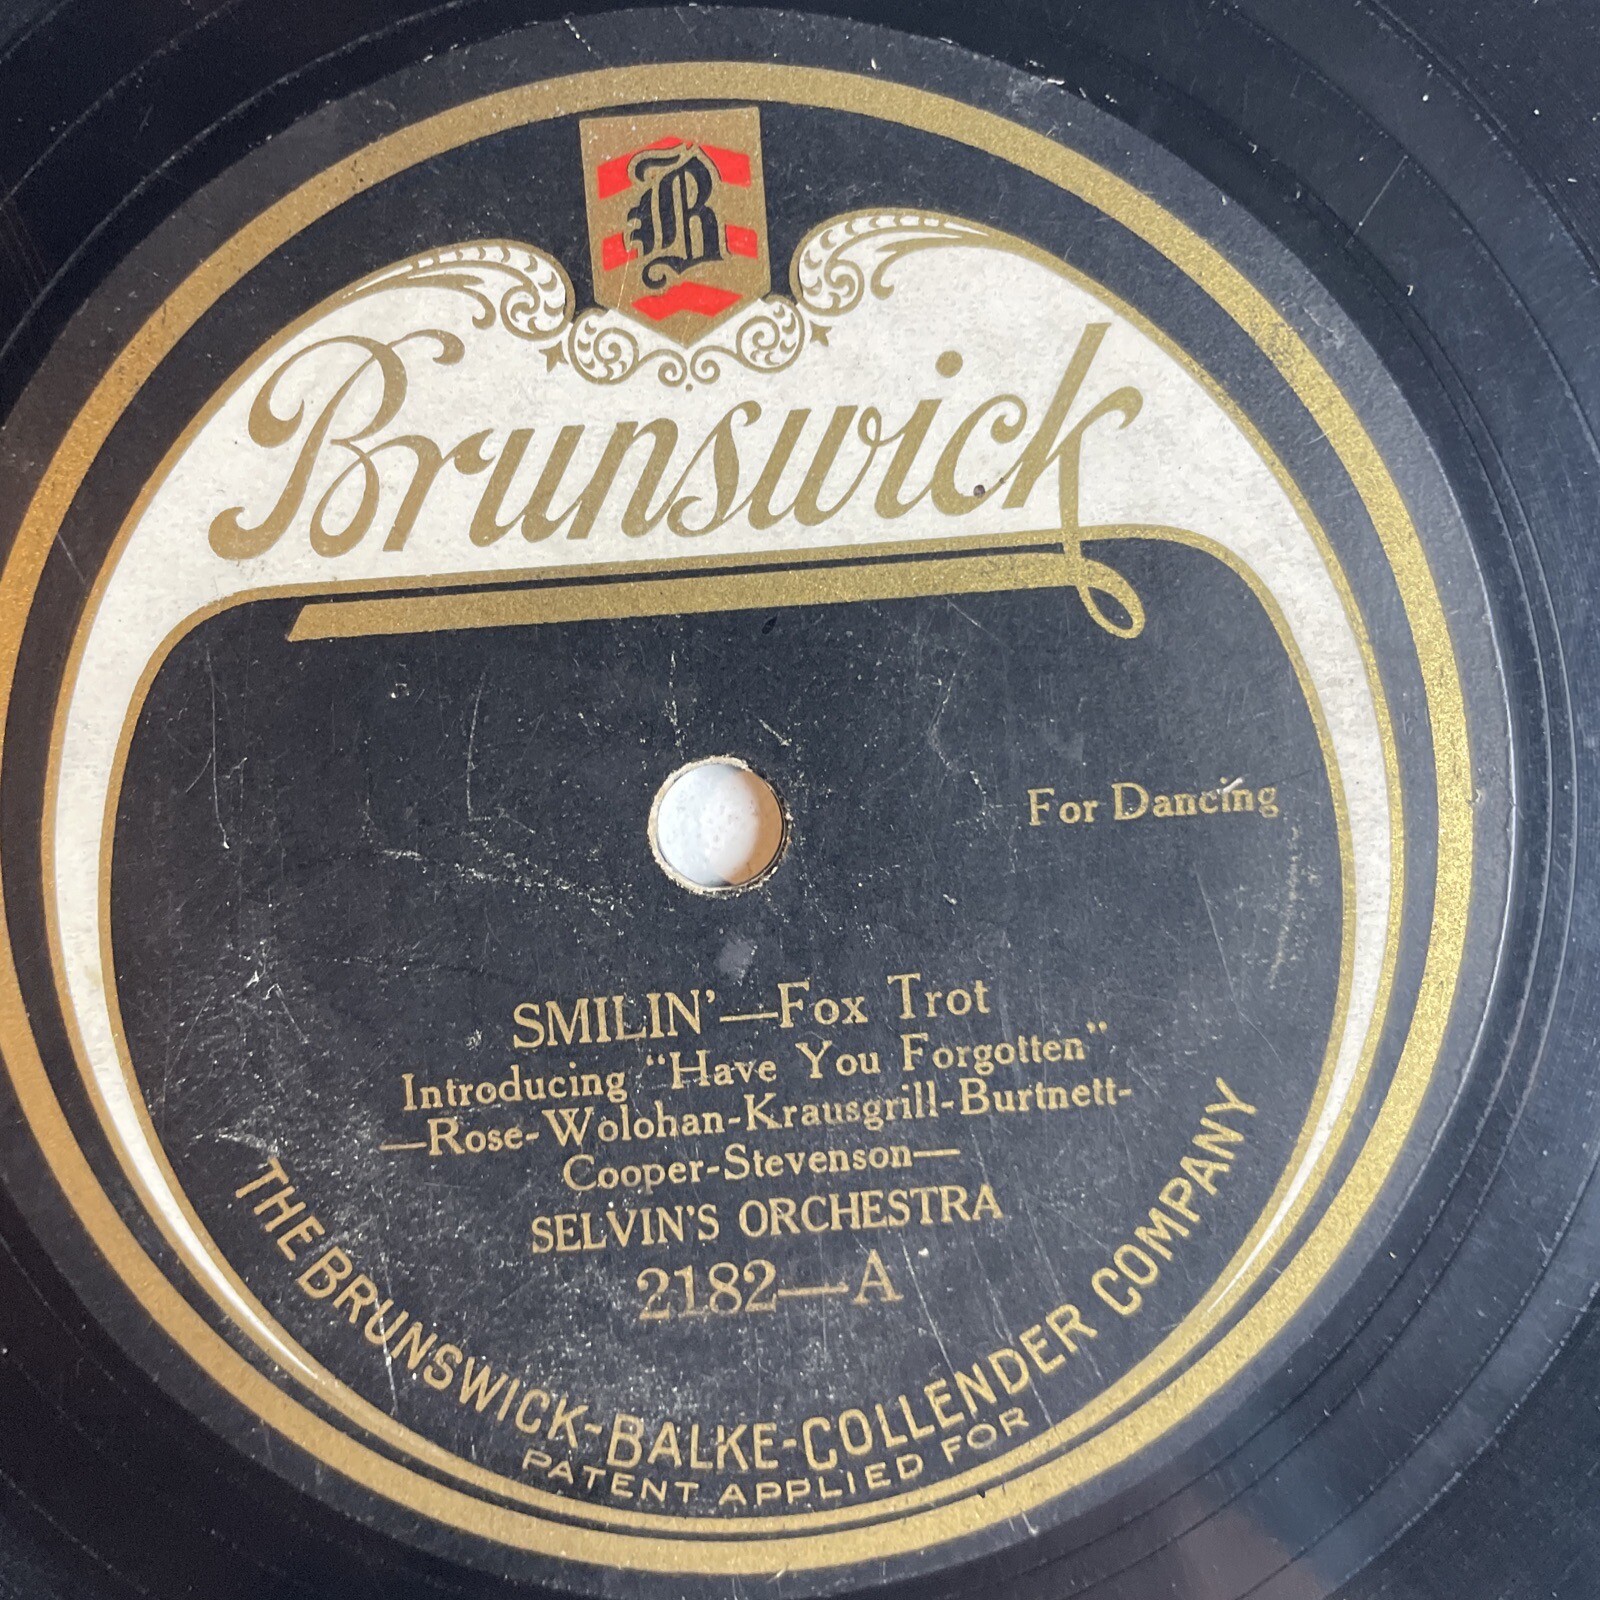 B
Brunswick
For Dancing
SMILIN'—Fox Trot
Introducing "Have You Forgotten"
—Rose-Wolohan-Krausgrill-Burtnett-
Cooper-Stevenson—
SELVIN'S ORCHESTRA
2182—A
THE BRUNSWICK-BALKE-COLLENDER COMPANY
PATENT APPLIED FOR